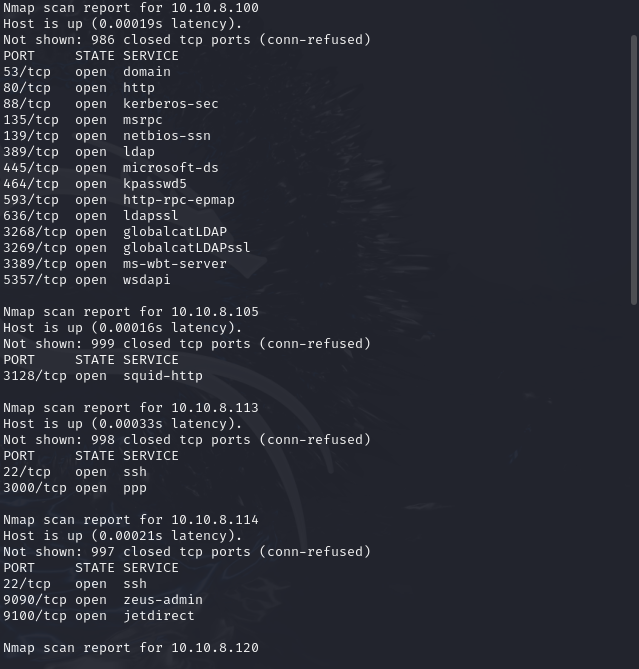 Nmap scan report for 10.10.8.100
Host is up (0.00019s latency).
Not shown: 986 closed tcp ports (conn-refused)
PORT     STATE SERVICE
53/tcp   open  domain
80/tcp   open  http
88/tcp   open  kerberos-sec
135/tcp  open  msrpc
139/tcp  open  netbios-ssn
389/tcp  open  ldap
445/tcp  open  microsoft-ds
464/tcp  open  kpasswd5
593/tcp  open  http-rpc-epmap
636/tcp  open  ldapssl
3268/tcp open  globalcatLDAP
3269/tcp open  globalcatLDAPssl
3389/tcp open  ms-wbt-server
5357/tcp open  wsdapi

Nmap scan report for 10.10.8.105
Host is up (0.00016s latency).
Not shown: 999 closed tcp ports (conn-refused)
PORT     STATE SERVICE
3128/tcp open  squid-http

Nmap scan report for 10.10.8.113
Host is up (0.00033s latency).
Not shown: 998 closed tcp ports (conn-refused)
PORT     STATE SERVICE
22/tcp   open  ssh
3000/tcp open  ppp

Nmap scan report for 10.10.8.114
Host is up (0.00021s latency).
Not shown: 997 closed tcp ports (conn-refused)
PORT     STATE SERVICE
22/tcp   open  ssh
9090/tcp open  zeus-admin
9100/tcp open  jetdirect

Nmap scan report for 10.10.8.120